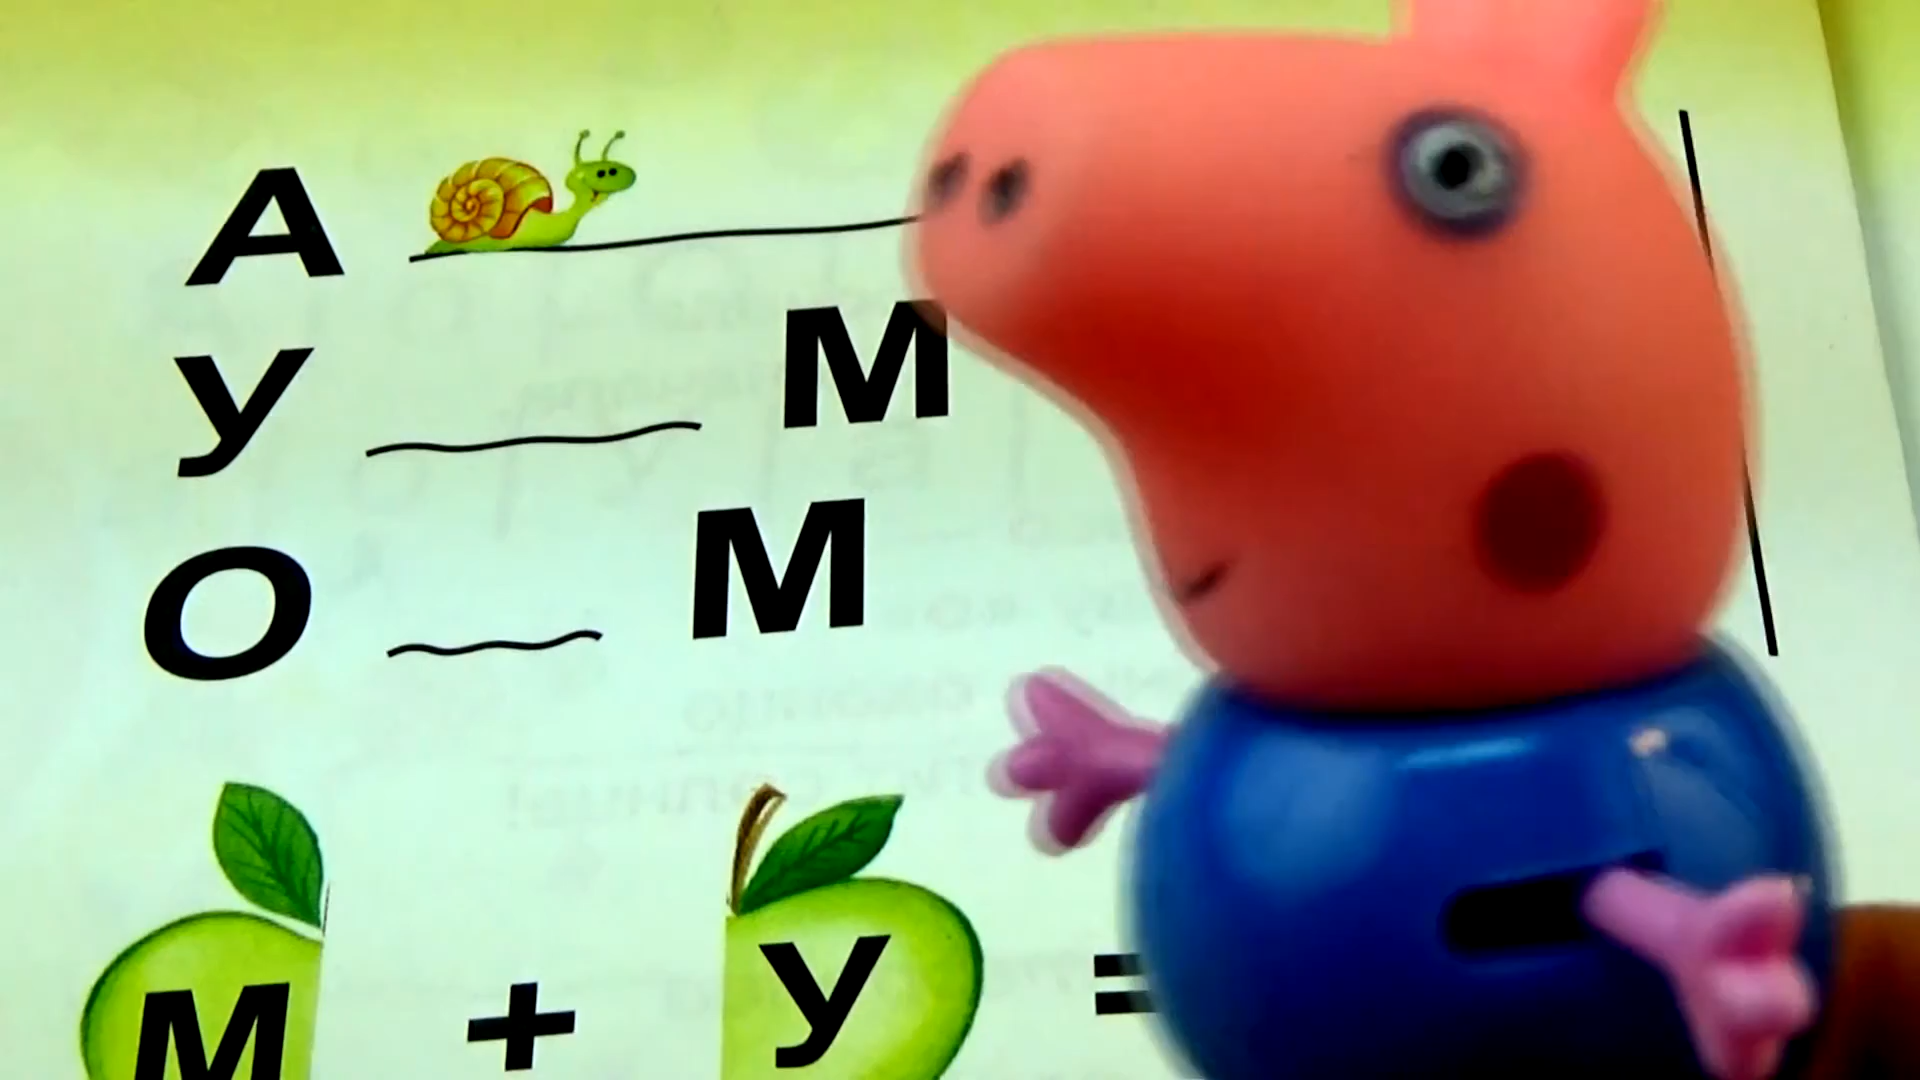 А
У М
О М
М + У =